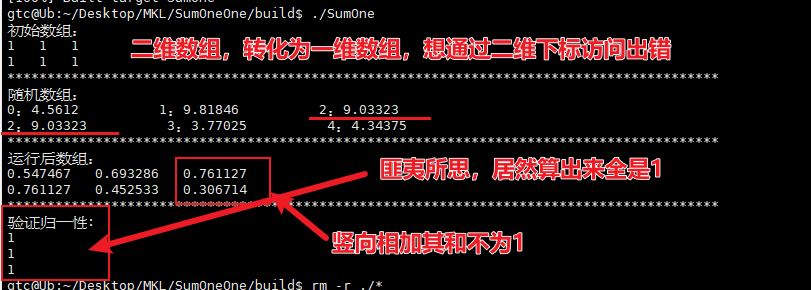 [100%] Built target SumOneOne
gtc@Ub:~/Desktop/MKL/SumOneOne/build$ ./SumOne
初始数组：
1 1 1
1 1 1
二维数组，转化为一维数组，想通过二维下标访问出错
******************************************************************************************
随机数组：
0：4.5612 1：9.81846 2：9.03323
2：9.03323 3：3.77025 4：4.34375
******************************************************************************************
运行后数组：
0.547467 0.693286 0.761127
0.761127 0.452533 0.306714
匪夷所思，居然算出来全是1
******************************************************************************************
验证归一性：
1
1
1
竖向相加其和不为1
gtc@Ub:~/Desktop/MKL/SumOneOne/build$ rm -r ./*